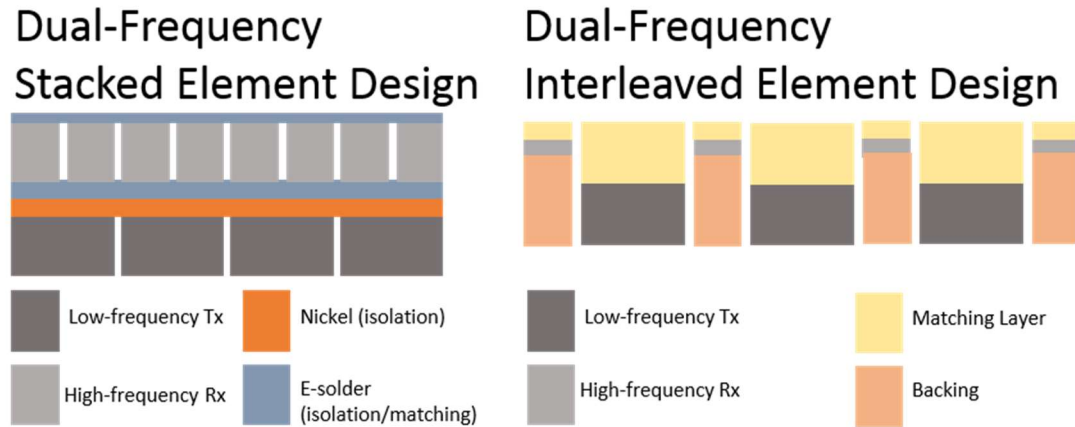 Dual-Frequency
Stacked Element Design
Low-frequency Tx
Nickel (isolation)
High-frequency Rx
E-solder
(isolation/matching)
Dual-Frequency
Interleaved Element Design
Low-frequency Tx
Matching Layer
High-frequency Rx
Backing